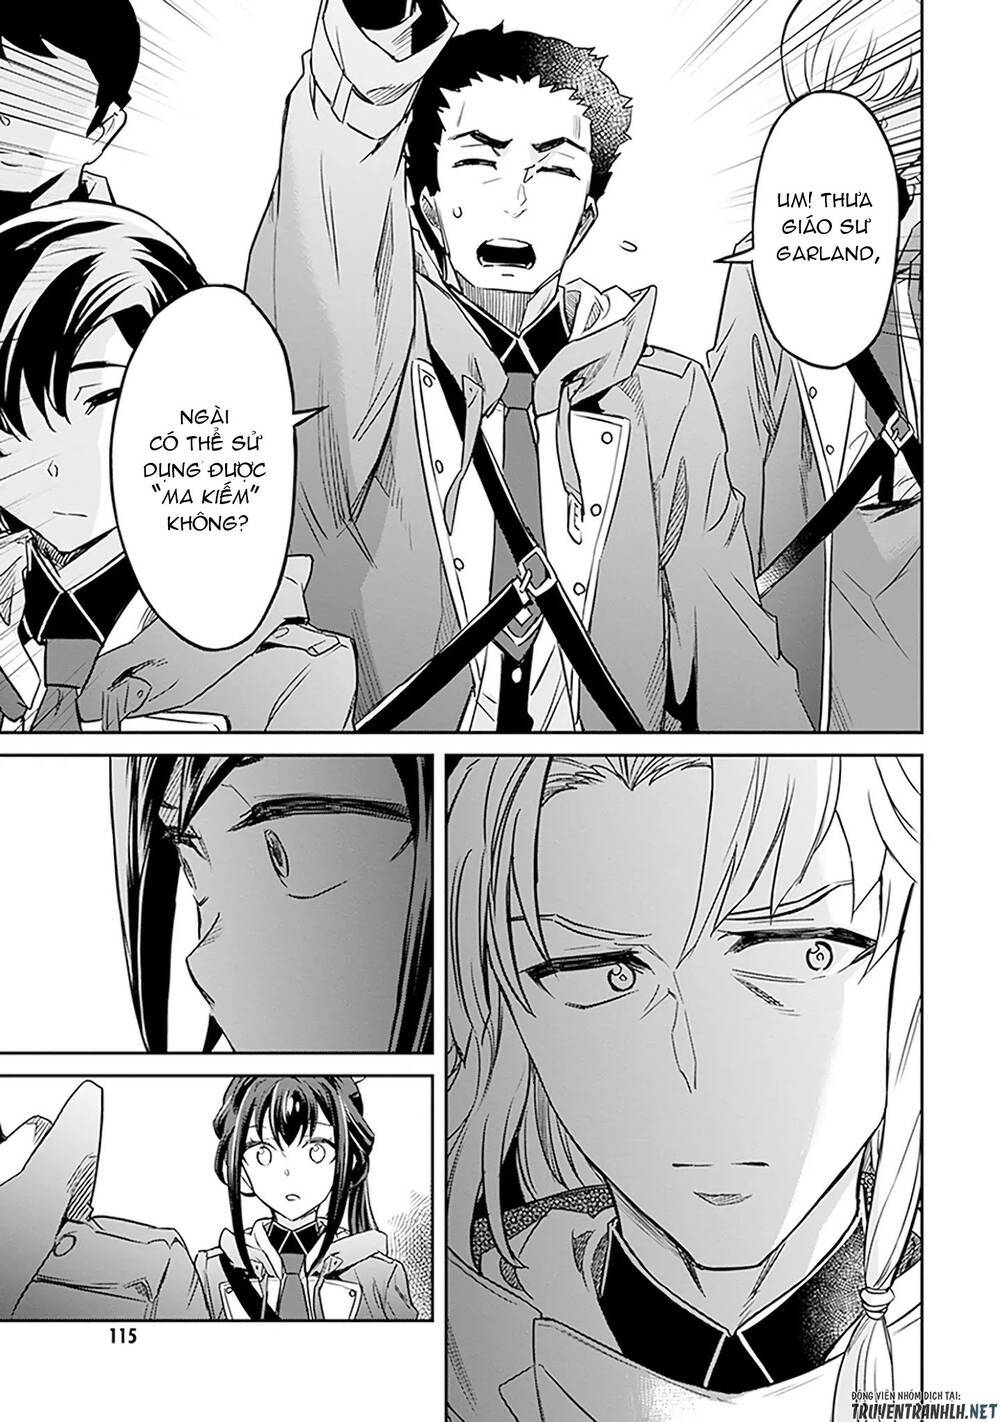 UM! THƯA
GIÁO SƯ
GARLAND,
NGÀI
CÓ THỂ SỬ
DỤNG ĐƯỢC
"MA KIẾM"
KHÔNG?
115
ĐỘNG VIÊN NHÓM DỊCH TẠI:
TRUYENTRANHLH.NET